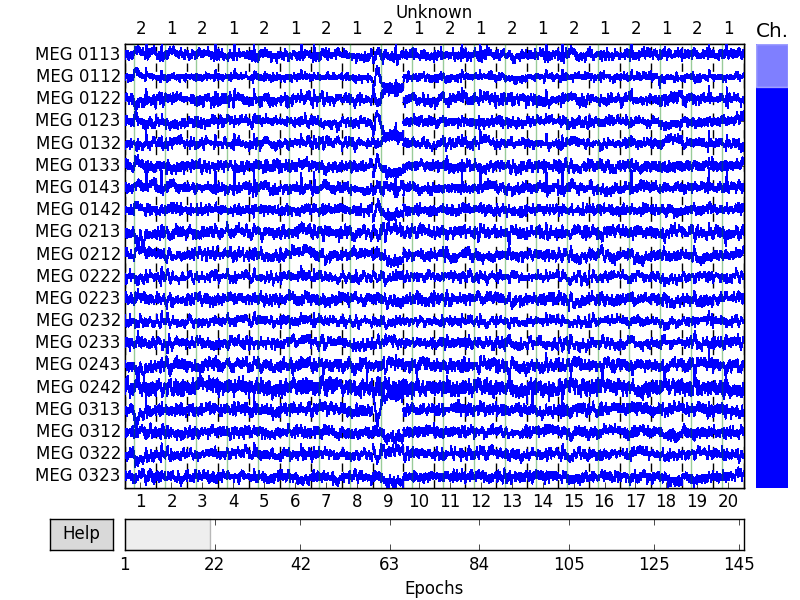 Unknown
2 1 2 1 2 1 2 1 2 1 2 1 2 1 2 1 2 1 2 1
Ch.
MEG 0113
MEG 0112
MEG 0122
MEG 0123
MEG 0132
MEG 0133
MEG 0143
MEG 0142
MEG 0213
MEG 0212
MEG 0222
MEG 0223
MEG 0232
MEG 0233
MEG 0243
MEG 0242
MEG 0313
MEG 0312
MEG 0322
MEG 0323
1 2 3 4 5 6 7 8 9 10 11 12 13 14 15 16 17 18 19 20
Help
1 22 42 63 84 105 125 145
Epochs